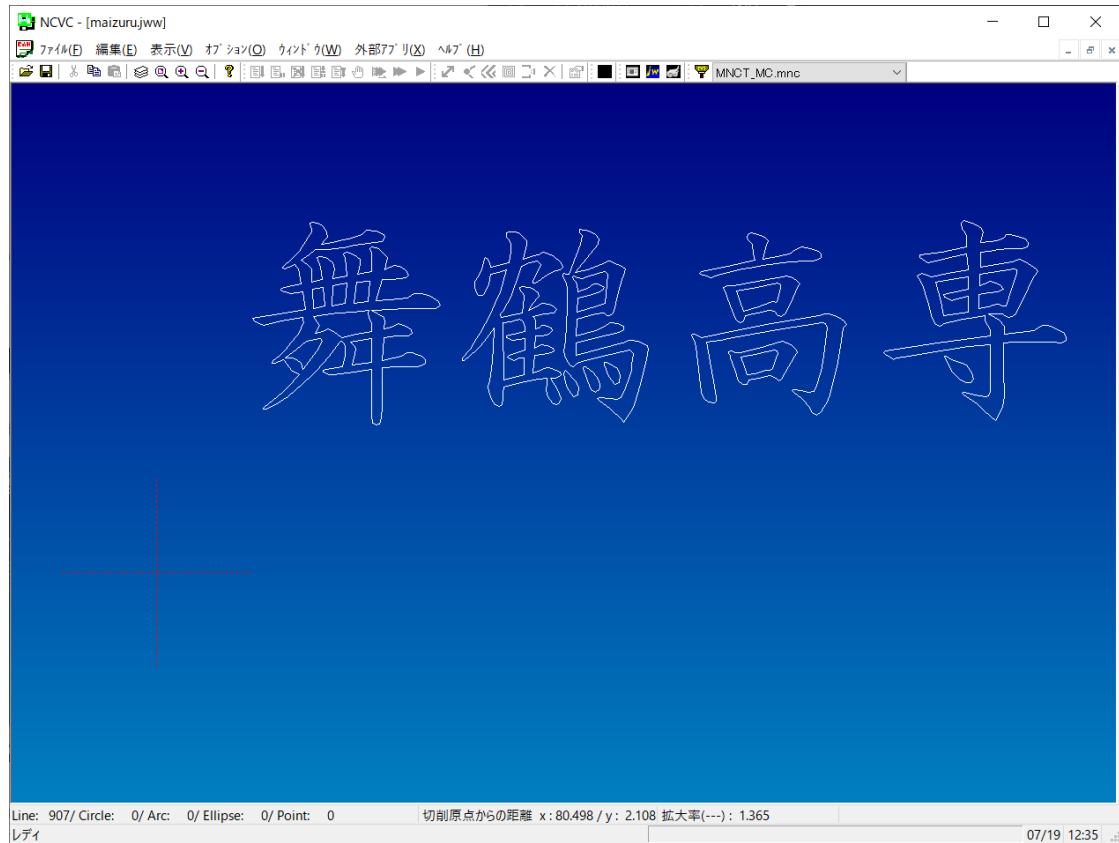 NCVC - [maizuru.jww]
ﾌｧｲﾙ(F) 編集(E) 表示(V) ｵﾌﾟｼｮﾝ(O) ｳｨﾝﾄﾞｳ(W) 外部ｱﾌﾟﾘ(X) ﾍﾙﾌﾟ(H)
MNCT_MC.mnc
舞鶴高専
Line: 907/ Circle: 0/ Arc: 0/ Ellipse: 0/ Point: 0 切削原点からの距離 x : 80.498 / y : 2.108 拡大率(---) : 1.365
レディ 07/19 12:35